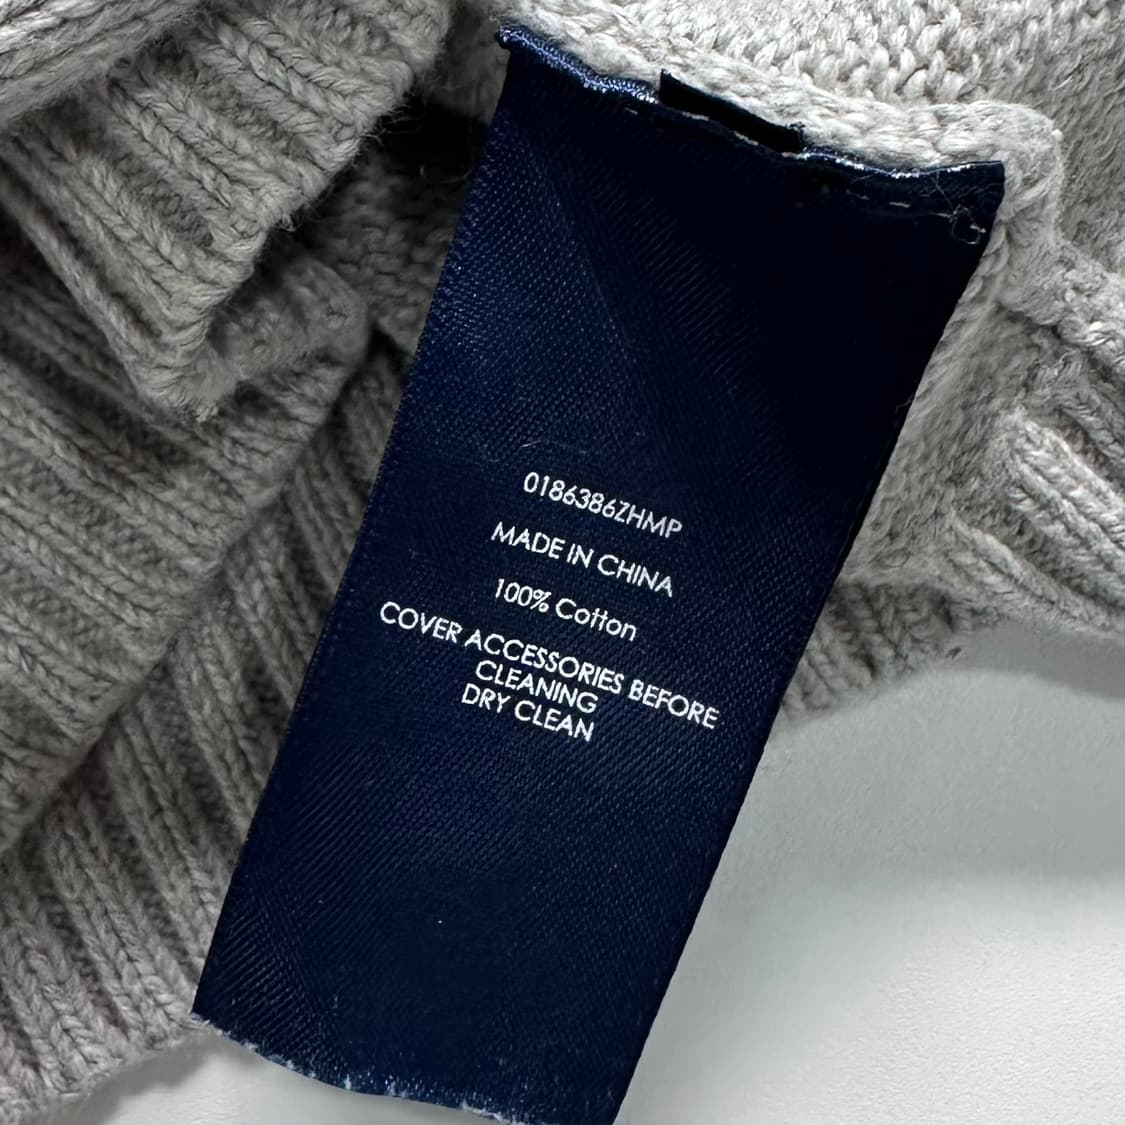 0186386ZHMP
MADE IN CHINA
100% Cotton
COVER ACCESSORIES BEFORE
CLEANING
DRY CLEAN